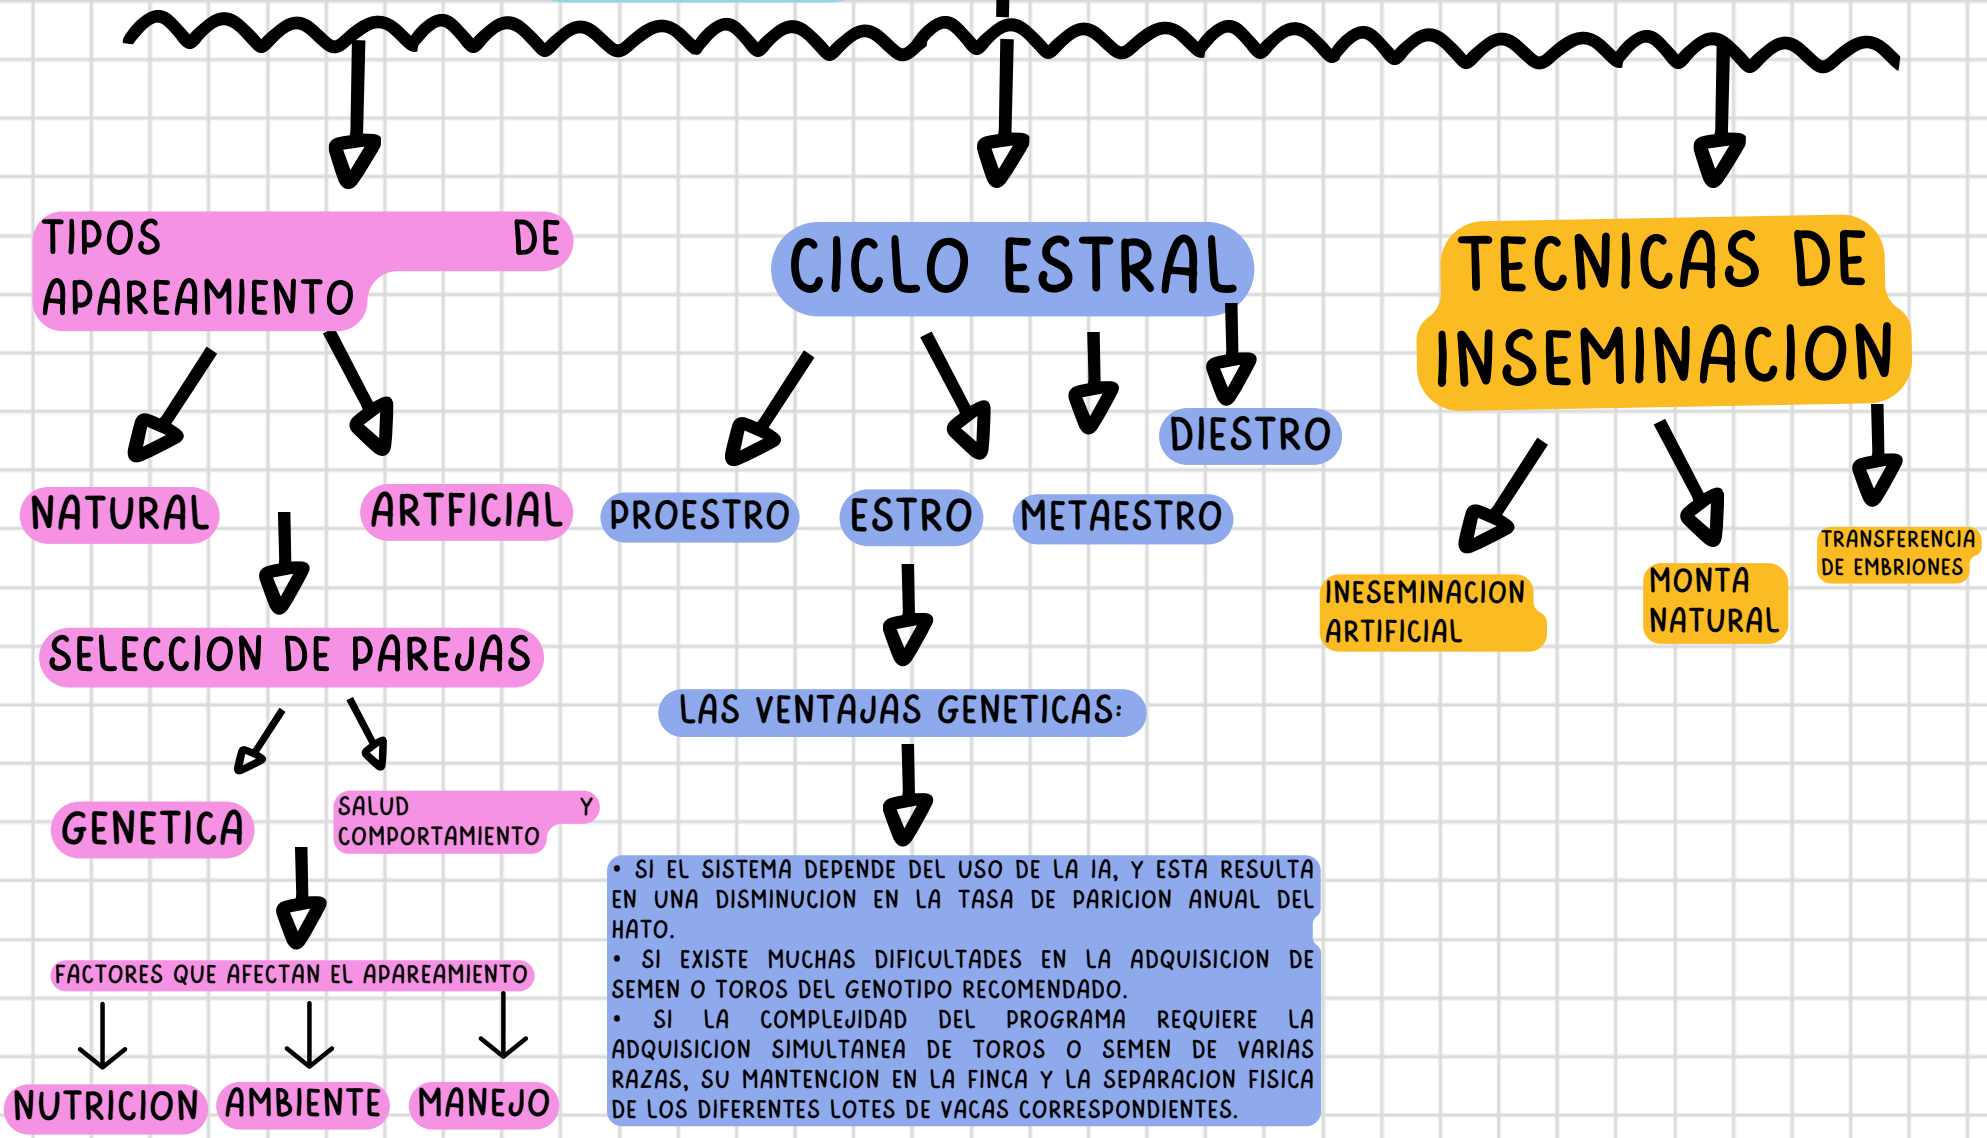 TIPOS DE
APAREAMIENTO
NATURAL
ARTFICIAL
SELECCION DE PAREJAS
GENETICA
SALUD Y
COMPORTAMIENTO
FACTORES QUE AFECTAN EL APAREAMIENTO
NUTRICION
AMBIENTE
MANEJO
CICLO ESTRAL
PROESTRO
ESTRO
METAESTRO
DIESTRO
LAS VENTAJAS GENETICAS:
• SI EL SISTEMA DEPENDE DEL USO DE LA IA, Y ESTA RESULTA
EN UNA DISMINUCION EN LA TASA DE PARICION ANUAL DEL
HATO.
• SI EXISTE MUCHAS DIFICULTADES EN LA ADQUISICION DE
SEMEN O TOROS DEL GENOTIPO RECOMENDADO.
• SI LA COMPLEJIDAD DEL PROGRAMA REQUIERE LA
ADQUISICION SIMULTANEA DE TOROS O SEMEN DE VARIAS
RAZAS, SU MANTENCION EN LA FINCA Y LA SEPARACION FISICA
DE LOS DIFERENTES LOTES DE VACAS CORRESPONDIENTES.
TECNICAS DE
INSEMINACION
INESEMINACION
ARTIFICIAL
MONTA
NATURAL
TRANSFERENCIA
DE EMBRIONES